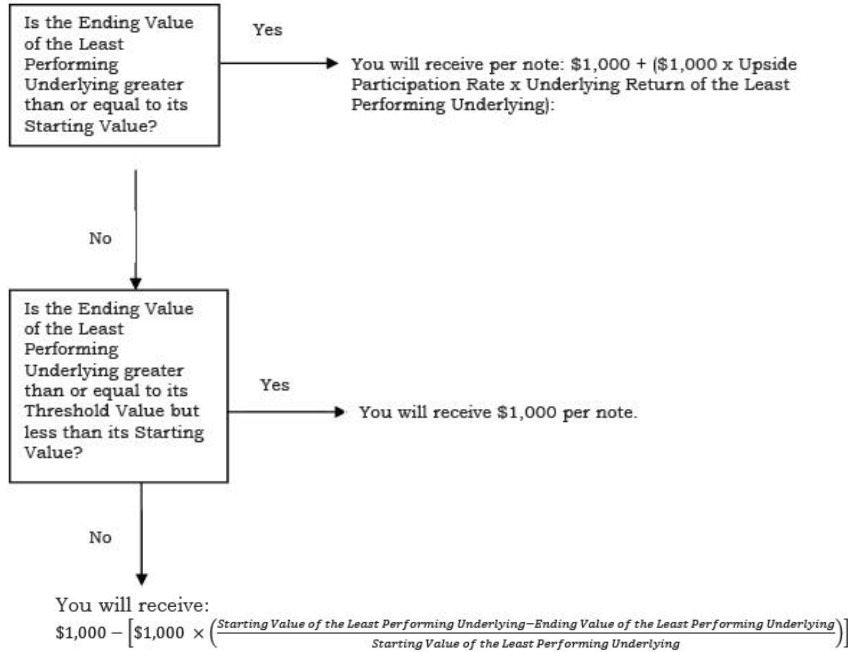 Is the Ending Value
of the Least
Performing
Underlying greater
than or equal to its
Starting Value?
Yes
You will receive per note: $1,000 + ($1,000 x Upside
Participation Rate x Underlying Return of the Least
Performing Underlying):
No
Is the Ending Value
of the Least
Performing
Underlying greater
than or equal to its
Threshold Value but
less than its Starting
Value?
Yes
You will receive $1,000 per note.
No
You will receive:
$1,000 − [$1,000 × (Starting Value of the Least Performing Underlying−Ending Value of the Least Performing Underlying
Starting Value of the Least Performing Underlying)]